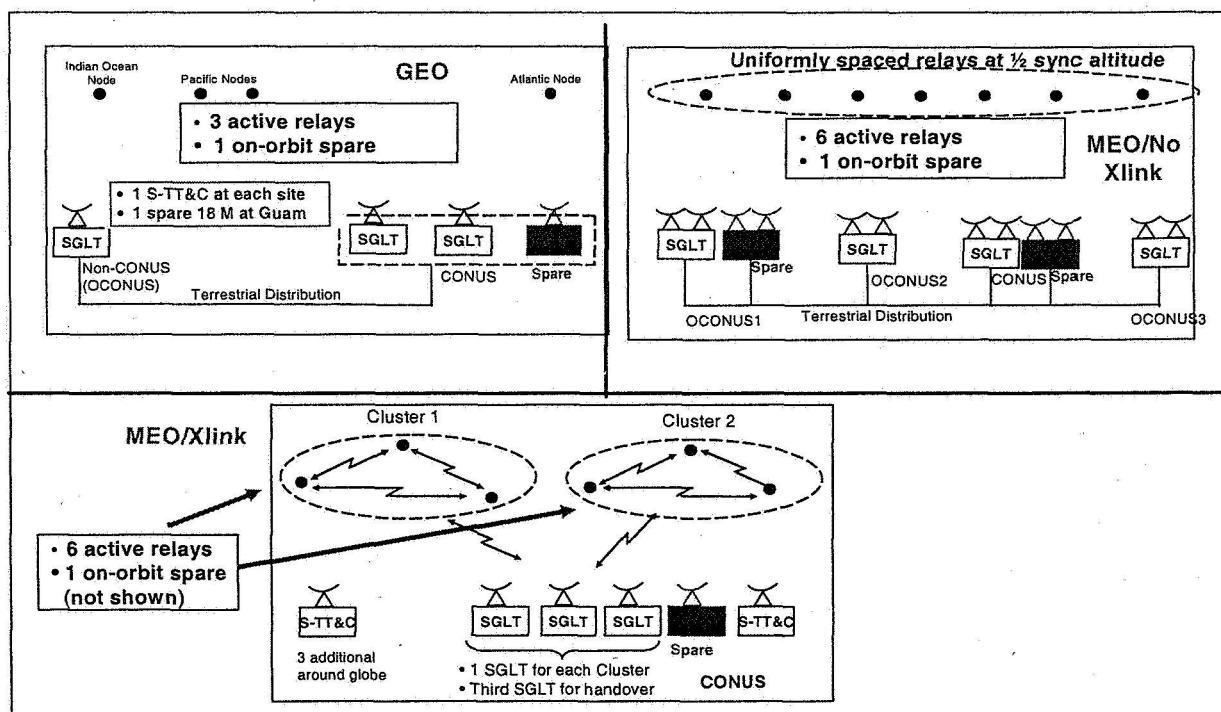 GEO
Indian Ocean
Node
Pacific Nodes
Atlantic Node
• 3 active relays
• 1 on-orbit spare
• 1 S-TT&C at each site
• 1 spare 18 M at Guam
SGLT
SGLT
SGLT
Non-CONUS
(OCONUS)
CONUS
Spare
Terrestrial Distribution
Uniformly spaced relays at ½ sync altitude
• 6 active relays
• 1 on-orbit spare
MEO/No
Xlink
SGLT
SGLT
SGLT
SGLT
Spare
OCONUS2
CONUS
Spare
OCONUS1
Terrestrial Distribution
OCONUS3
MEO/Xlink
Cluster 1
Cluster 2
• 6 active relays
• 1 on-orbit spare
(not shown)
S-TT&C
SGLT
SGLT
SGLT
S-TT&C
Spare
3 additional
around globe
• 1 SGLT for each Cluster
• Third SGLT for handover
CONUS